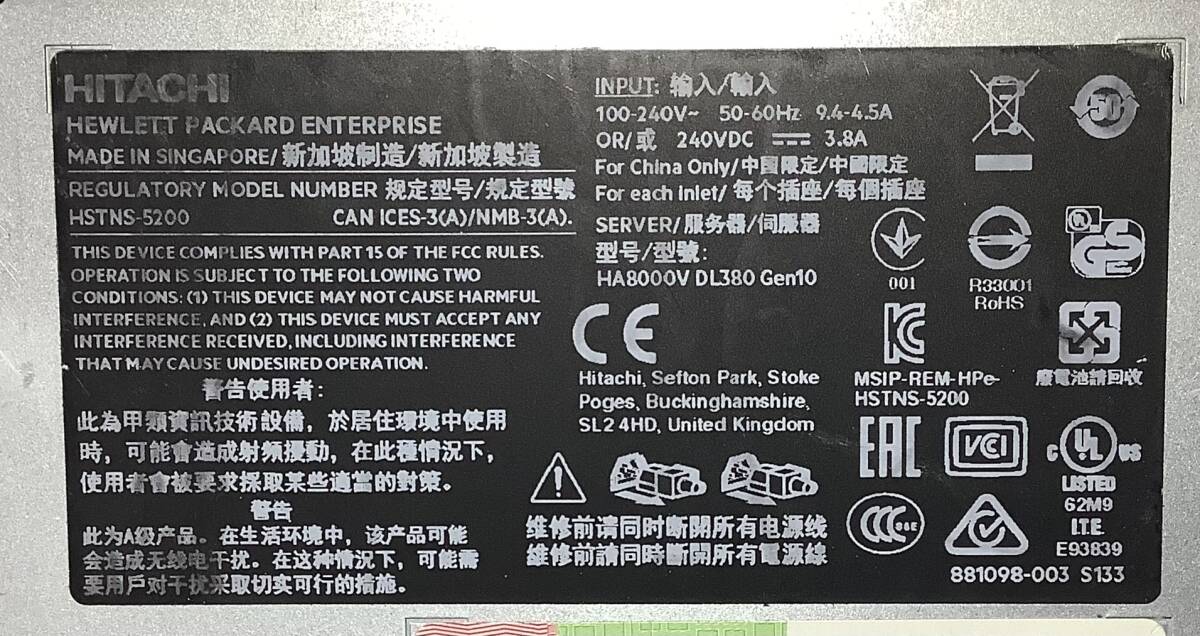 HITACHI
HEWLETT PACKARD ENTERPRISE
MADE IN SINGAPORE/新加坡制造/新加坡製造
REGULATORY MODEL NUMBER 规定型号/規定型號
HSTNS-5200 CAN ICES-3(A)/NMB-3(A).
THIS DEVICE COMPLIES WITH PART 15 OF THE FCC RULES.
OPERATION IS SUBJECT TO THE FOLLOWING TWO
CONDITIONS: (1) THIS DEVICE MAY NOT CAUSE HARMFUL
INTERFERENCE, AND (2) THIS DEVICE MUST ACCEPT ANY
INTERFERENCE RECEIVED, INCLUDING INTERFERENCE
THAT MAY CAUSE UNDESIRED OPERATION.
警告使用者:
此為甲類資訊技術設備，於居住環境中使用
時，可能會造成射頻擾動，在此種情況下，
使用者會被要求採取某些適當的對策。
警告
此为A级产品。在生活环境中，该产品可能
会造成无线电干扰。在这种情况下，可能需
要用戶对干扰采取切实可行的措施。
INPUT: 输入/輸入
100-240V~ 50-60Hz 9.4-4.5A
OR/或 240VDC 3.8A
For China Only/中国限定/中國限定
For each inlet/ 每个插座/每個插座
SERVER/服务器/伺服器
型号/型號:
HA8000V DL380 Gen10
CE
Hitachi, Sefton Park, Stoke
Poges, Buckinghamshire,
SL2 4HD, United Kingdom
维修前请同时断開所有电源线
維修前請同時斷開所有電源線
50
001
R33001
RoHS
UL
GS
KC
MSIP-REM-HPe-
HSTNS-5200
廢電池請回收
EAC
VCCI
C UL US
LISTED
62M9
I.T.E.
E93839
CCC S&E
881098-003 S133